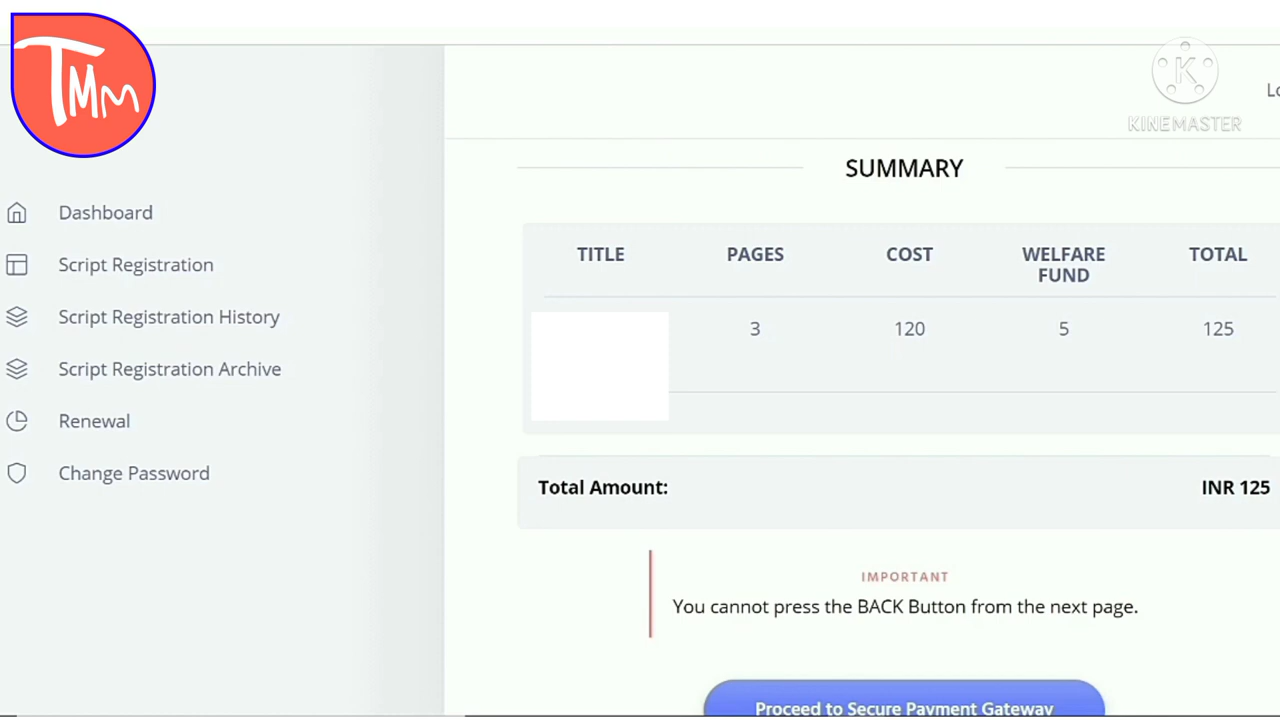 TMm
KINEMASTER
Lo
Dashboard
Script Registration
Script Registration History
Script Registration Archive
Renewal
Change Password
SUMMARY
TITLE PAGES COST WELFARE FUND TOTAL
3 120 5 125
Total Amount: INR 125
IMPORTANT
You cannot press the BACK Button from the next page.
Proceed to Secure Payment Gateway